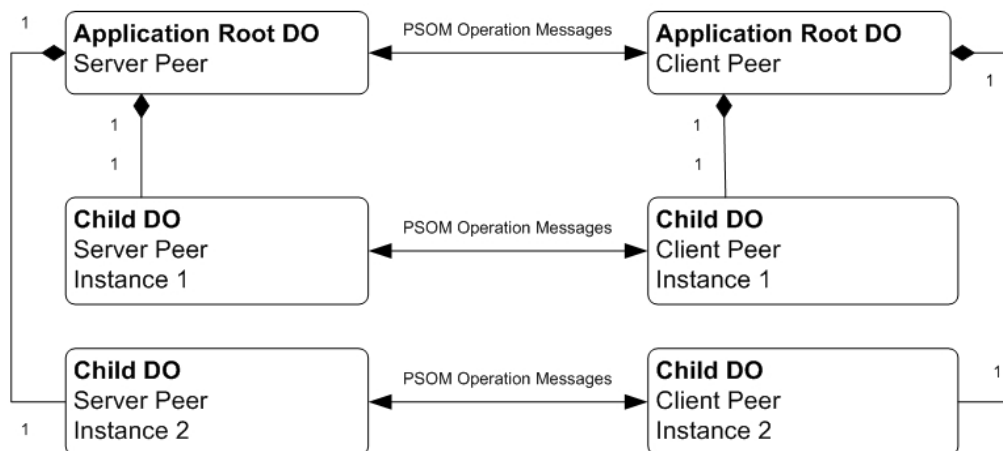 1
Application Root DO
Server Peer
PSOM Operation Messages
Application Root DO
Client Peer
1
1
1
1
1
Child DO
Server Peer
Instance 1
PSOM Operation Messages
Child DO
Client Peer
Instance 1
Child DO
Server Peer
Instance 2
PSOM Operation Messages
Child DO
Client Peer
Instance 2
1
1